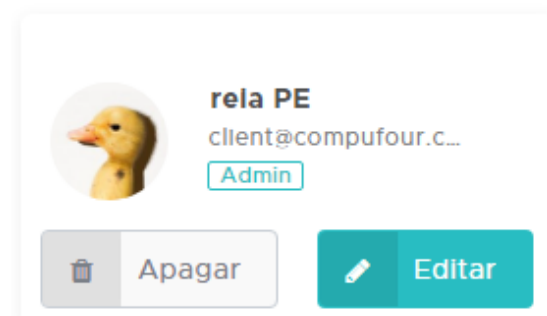 rela PE
client@compufour.c...
Admin
Apagar
Editar